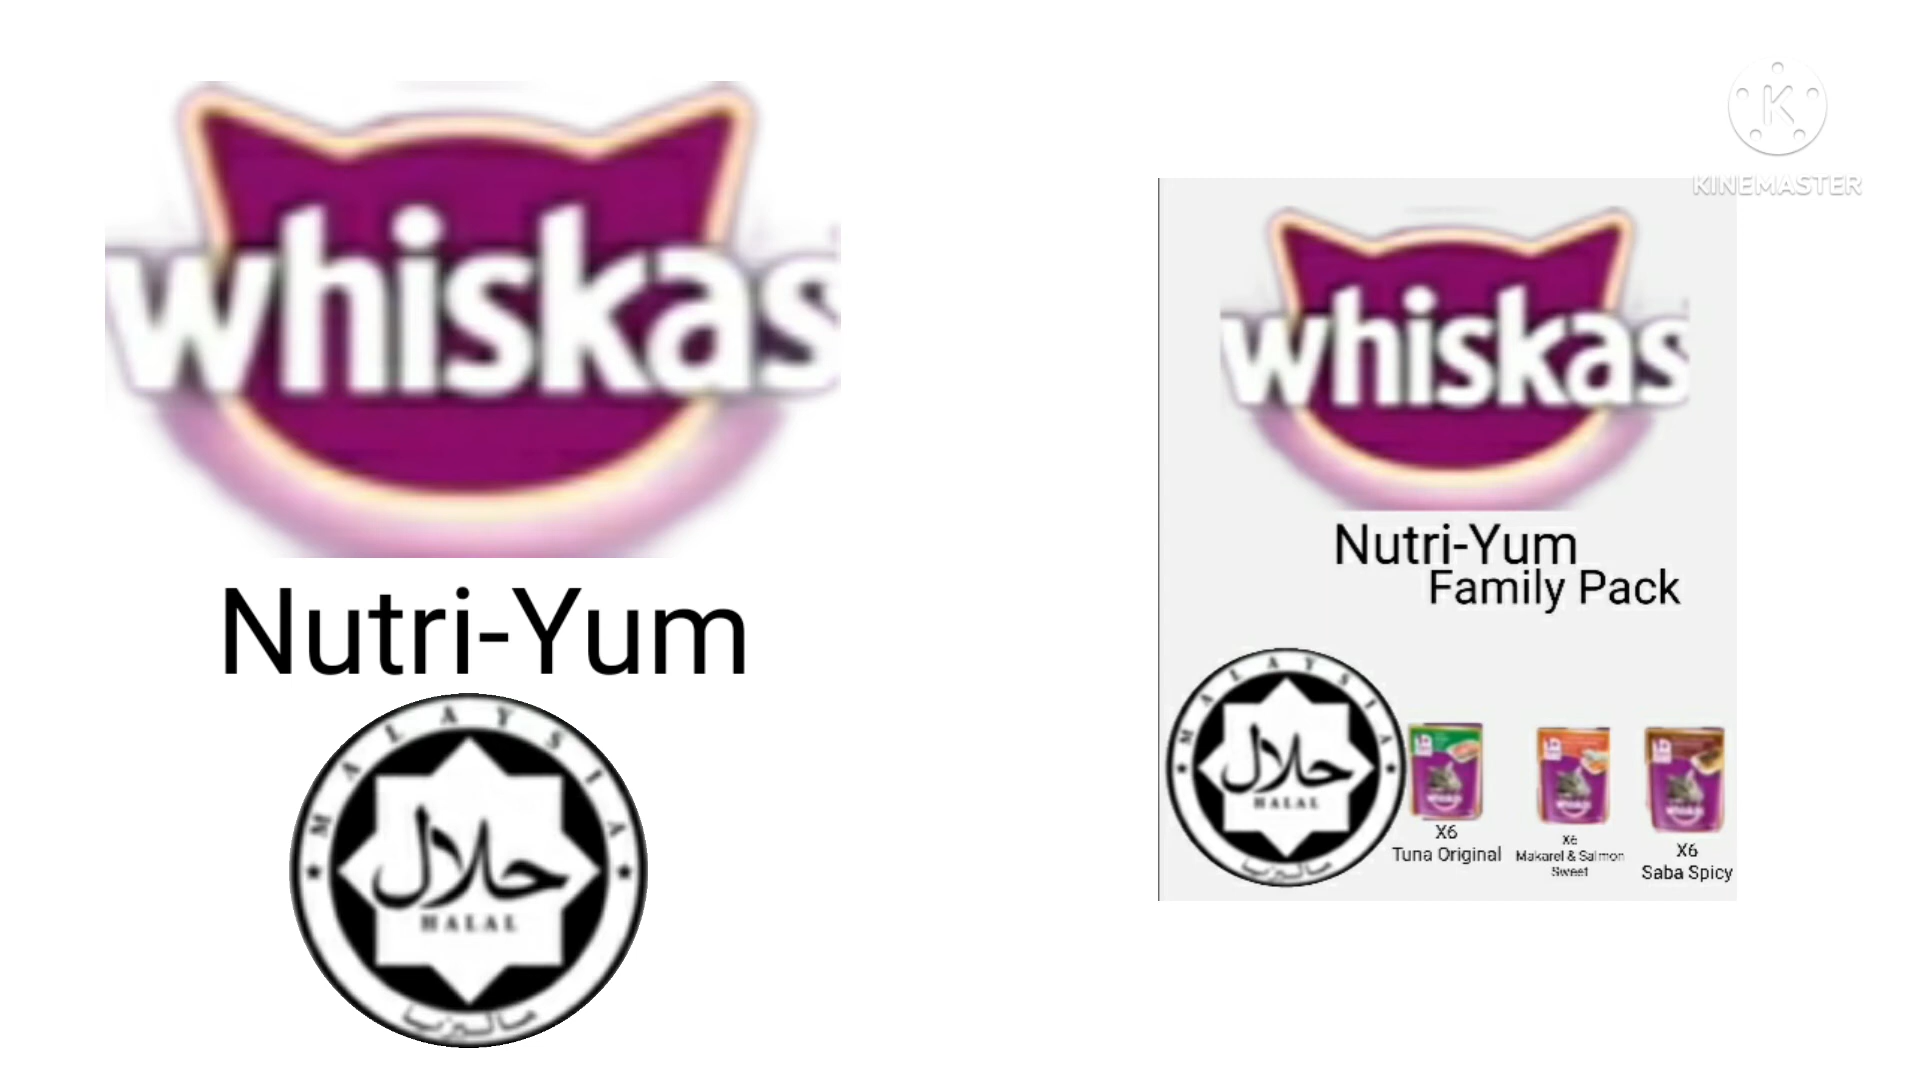 whiskas
Nutri-Yum
MALAYSIA
حلال
HALAL
ماليزيا
KINEMASTER
whiskas
Nutri-Yum
Family Pack
MALAYSIA
حلال
HALAL
ماليزيا
X6
Tuna Original
X6
Makarel & Salmon
Sweet
X6
Saba Spicy